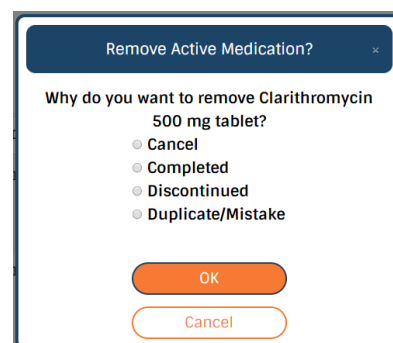 Remove Active Medication? ×
Why do you want to remove Clarithromycin
500 mg tablet?
Cancel
Completed
Discontinued
Duplicate/Mistake
OK
Cancel